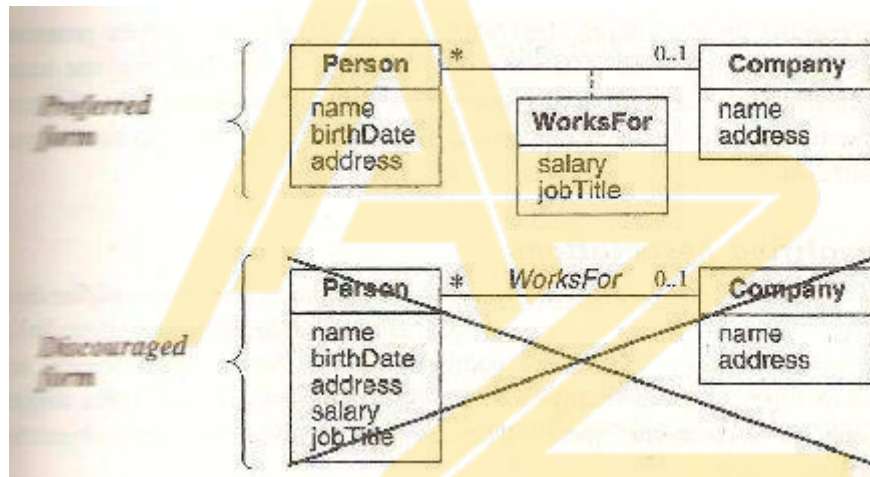 Preferred
form
Person
name
birthDate
address
*
0..1
WorksFor
salary
jobTitle
Company
name
address
Discouraged
form
Person
name
birthDate
address
salary
jobTitle
*
WorksFor
0..1
Company
name
address